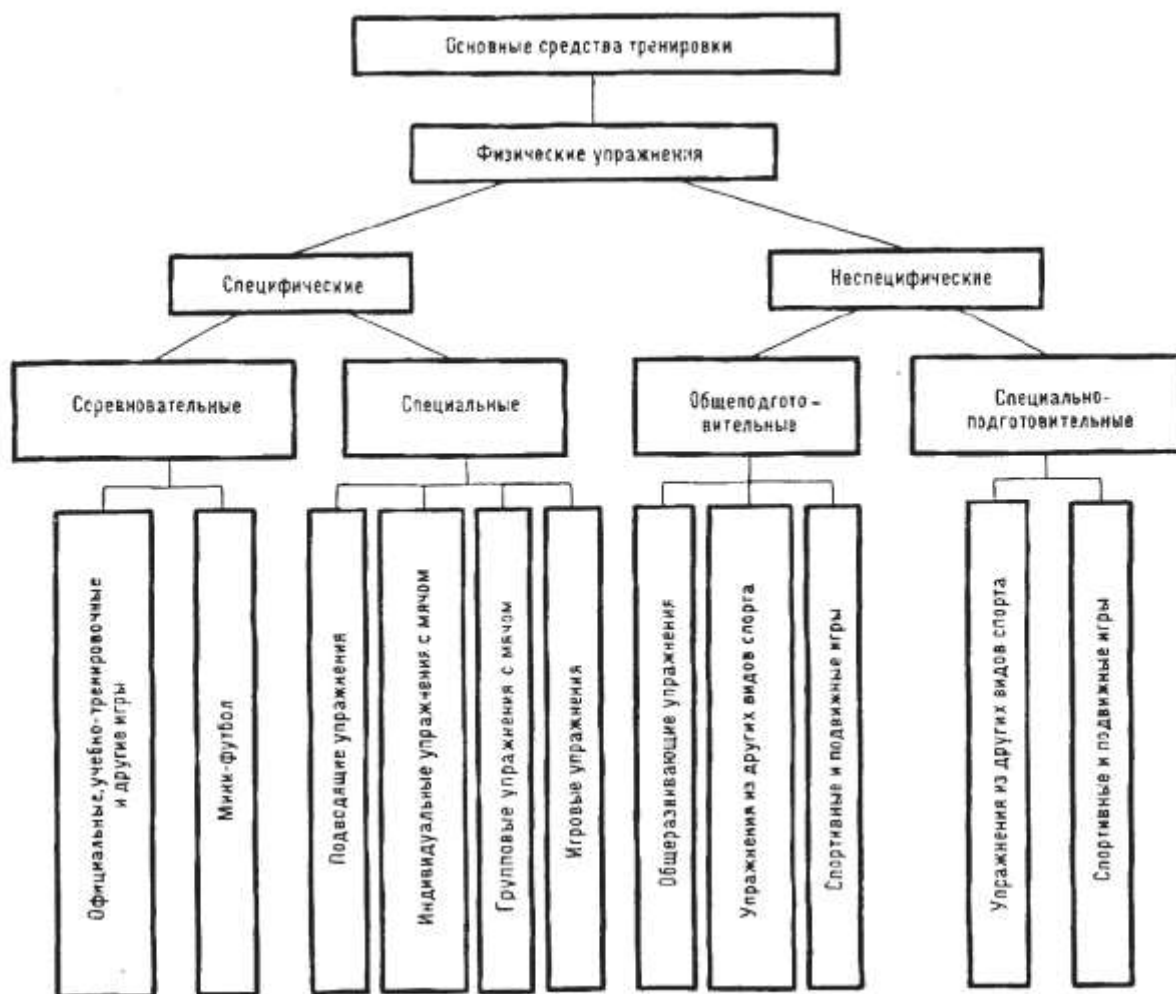 Основные средства тренировки
Физические упражнения
Специфические
Неспецифические
Соревновательные
Специальные
Общеподгото-
вительные
Специально-
подготовительные
Официальные, учебно-тренировочные
и другие игры
Мини-футбол
Подводящие упражнения
Индивидуальные упражнения с мячом
Групповые упражнения с мячом
Игровые упражнения
Общеразвивающие упражнения
Упражнения из других видов спорта
Спортивные и подвижные игры
Упражнения из других видов спорта
Спортивные и подвижные игры